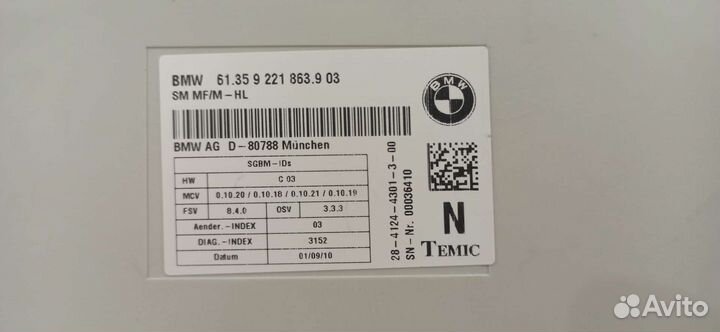 BMW 61.35 9 221 863.9 03
SM MF/M-HL
BMW
BMW AG D-80788 München
SGBM-IDs
HW C 03
MCV 0.10.20 / 0.10.18 / 0.10.21 / 0.10.19
FSV 8.4.0 OSV 3.3.3
Aender.-INDEX 03
DIAG.-INDEX 3152
Datum 01/09/10
28-4124-4301-3-00
SN-Nr. 00036410
N
TEMIC
Avito